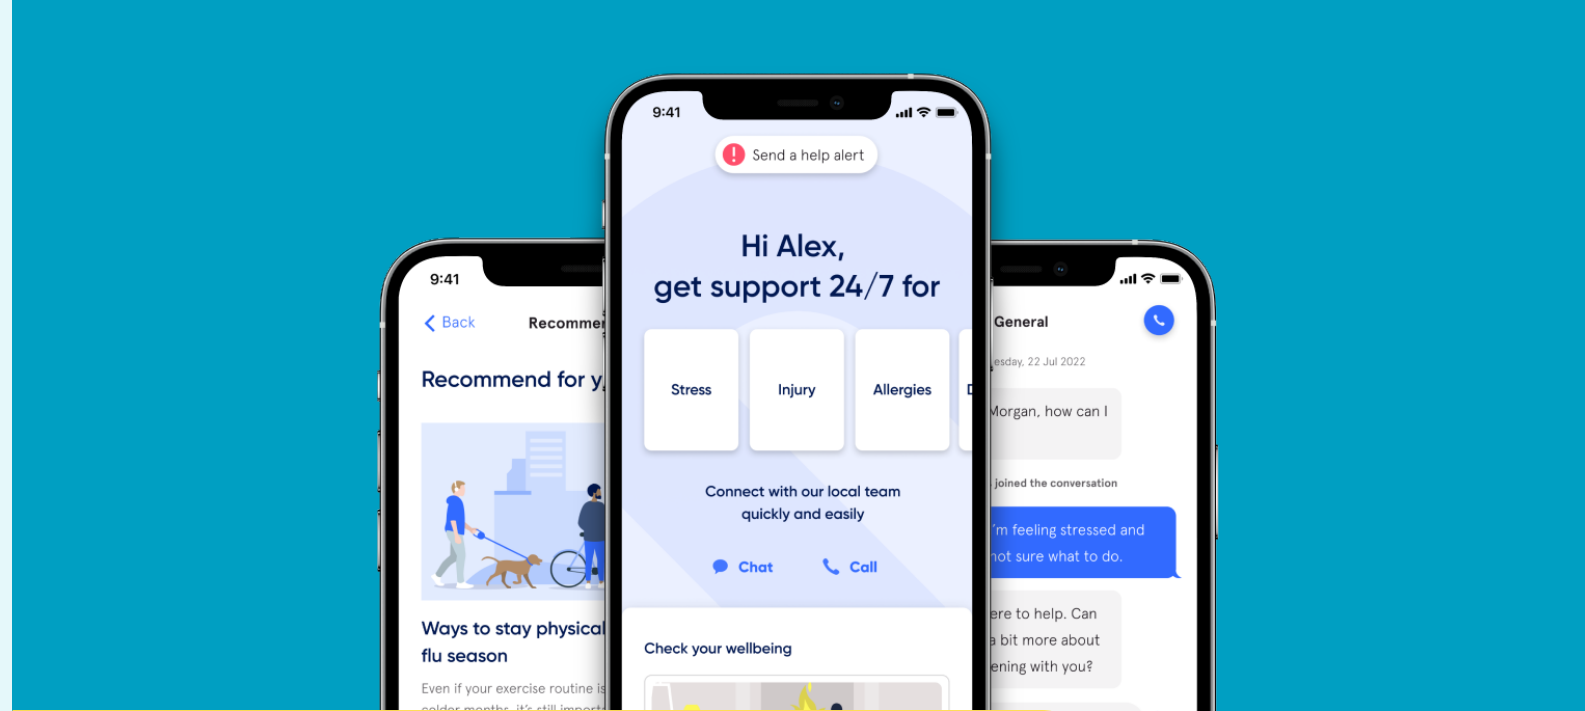 9:41
Back
Recomme
Recommend for y
Ways to stay physical
flu season
Even if your exercise routine is
9:41
Send a help alert
Hi Alex,
get support 24/7 for
Stress
Injury
Allergies
Connect with our local team
quickly and easily
Chat
Call
Check your wellbeing
General
esday, 22 Jul 2022
Morgan, how can I
joined the conversation
'm feeling stressed and
not sure what to do.
ere to help. Can
a bit more about
ening with you?